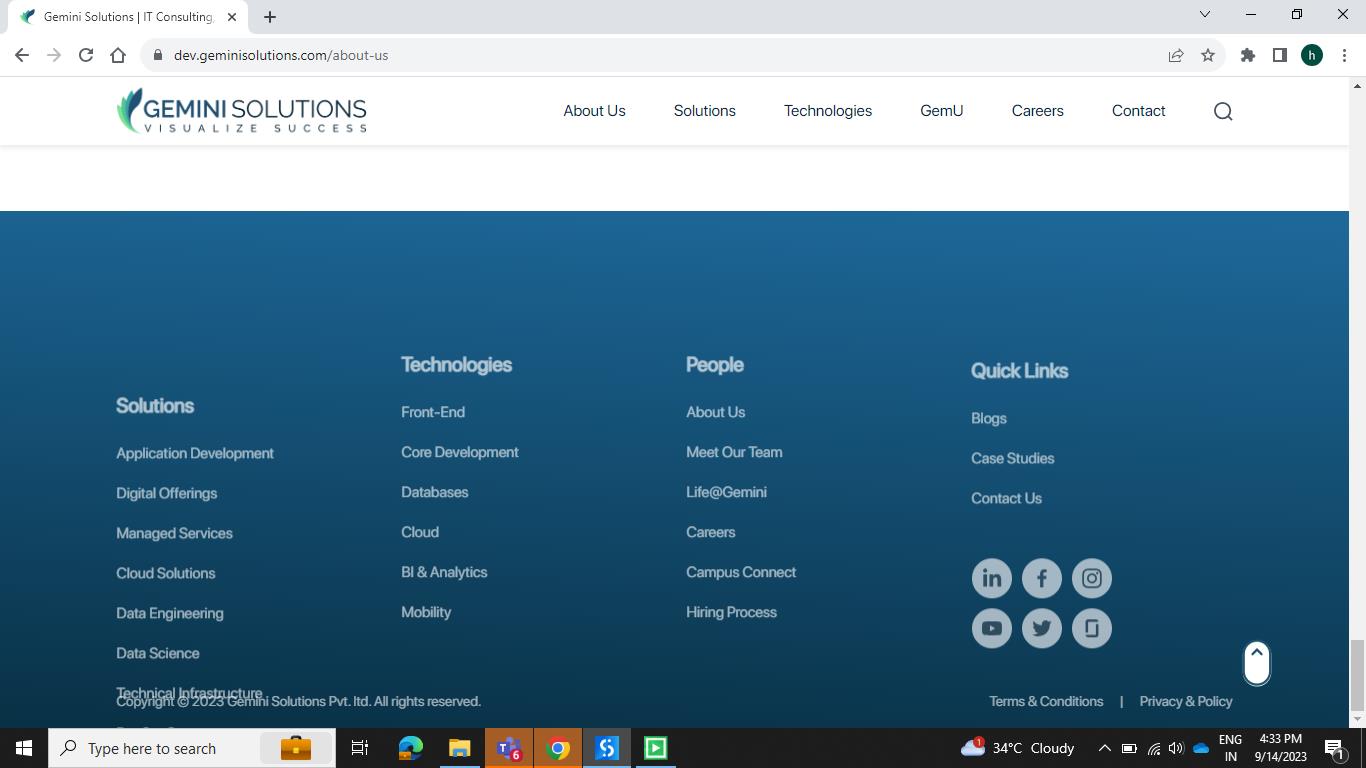 Gemini Solutions | IT Consulting,
dev.geminisolutions.com/about-us
h
GEMINI SOLUTIONS
VISUALIZE SUCCESS
About Us
Solutions
Technologies
GemU
Careers
Contact
Solutions
Application Development
Digital Offerings
Managed Services
Cloud Solutions
Data Engineering
Data Science
Technical Infrastructure
Technologies
Front-End
Core Development
Databases
Cloud
BI & Analytics
Mobility
People
About Us
Meet Our Team
Life@Gemini
Careers
Campus Connect
Hiring Process
Quick Links
Blogs
Case Studies
Contact Us
in
f
Copyright © 2023 Gemini Solutions Pvt. ltd. All rights reserved.
Terms & Conditions | Privacy & Policy
Type here to search
6
1
34°C Cloudy
ENG
IN
4:33 PM
9/14/2023
1